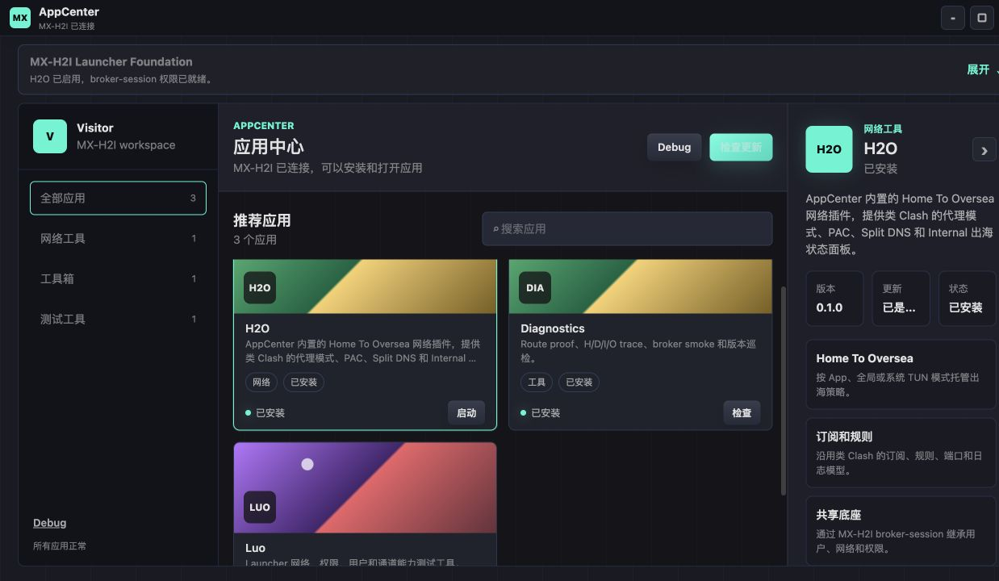 MX
AppCenter
MX-H2I 已连接
MX-H2I Launcher Foundation
H2O 已启用，broker-session 权限已就绪。
展开
V
Visitor
MX-H2I workspace
全部应用 3
网络工具 1
工具箱 1
测试工具 1
Debug
所有应用正常
APPCENTER
应用中心
MX-H2I 已连接，可以安装和打开应用
Debug
检查更新
推荐应用
3 个应用
搜索应用
H2O
H2O
AppCenter 内置的 Home To Oversea 网络插件，提供
类 Clash 的代理模式、PAC、Split DNS 和 Internal ...
网络 已安装
已安装 启动
DIA
Diagnostics
Route proof、H/D/I/O trace、broker smoke 和版本巡
检。
工具 已安装
已安装 检查
LUO
Luo
Launcher 网络、权限、用户和通道能力测试工具。
H2O
网络工具
H2O
已安装
AppCenter 内置的 Home To Oversea
网络插件，提供类 Clash 的代理模
式、PAC、Split DNS 和 Internal 出海
状态面板。
版本
0.1.0
更新
已是...
状态
已安装
Home To Oversea
按 App、全局或系统 TUN 模式托管出
海策略。
订阅和规则
沿用类 Clash 的订阅、规则、端口和日
志模型。
共享底座
通过 MX-H2I broker-session 继承用
户、网络和权限。